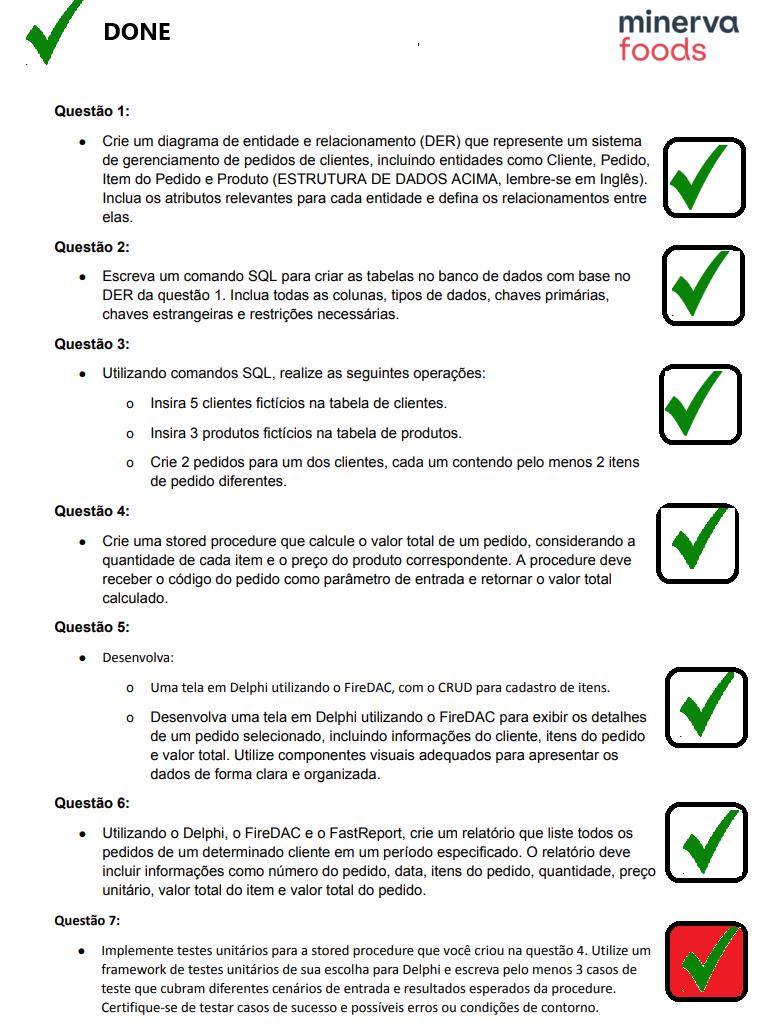 DONE
minerva
foods
Questão 1:
● Crie um diagrama de entidade e relacionamento (DER) que represente um sistema
de gerenciamento de pedidos de clientes, incluindo entidades como Cliente, Pedido,
Item do Pedido e Produto (ESTRUTURA DE DADOS ACIMA, lembre-se em Inglês).
Inclua os atributos relevantes para cada entidade e defina os relacionamentos entre
elas.
Questão 2:
● Escreva um comando SQL para criar as tabelas no banco de dados com base no
DER da questão 1. Inclua todas as colunas, tipos de dados, chaves primárias,
chaves estrangeiras e restrições necessárias.
Questão 3:
● Utilizando comandos SQL, realize as seguintes operações:
o Insira 5 clientes fictícios na tabela de clientes.
o Insira 3 produtos fictícios na tabela de produtos.
o Crie 2 pedidos para um dos clientes, cada um contendo pelo menos 2 itens
de pedido diferentes.
Questão 4:
● Crie uma stored procedure que calcule o valor total de um pedido, considerando a
quantidade de cada item e o preço do produto correspondente. A procedure deve
receber o código do pedido como parâmetro de entrada e retornar o valor total
calculado.
Questão 5:
● Desenvolva:
o Uma tela em Delphi utilizando o FireDAC, com o CRUD para cadastro de itens.
o Desenvolva uma tela em Delphi utilizando o FireDAC para exibir os detalhes
de um pedido selecionado, incluindo informações do cliente, itens do pedido
e valor total. Utilize componentes visuais adequados para apresentar os
dados de forma clara e organizada.
Questão 6:
● Utilizando o Delphi, o FireDAC e o FastReport, crie um relatório que liste todos os
pedidos de um determinado cliente em um período especificado. O relatório deve
incluir informações como número do pedido, data, itens do pedido, quantidade, preço
unitário, valor total do item e valor total do pedido.
Questão 7:
● Implemente testes unitários para a stored procedure que você criou na questão 4. Utilize um
framework de testes unitários de sua escolha para Delphi e escreva pelo menos 3 casos de
teste que cubram diferentes cenários de entrada e resultados esperados da procedure.
Certifique-se de testar casos de sucesso e possíveis erros ou condições de contorno.